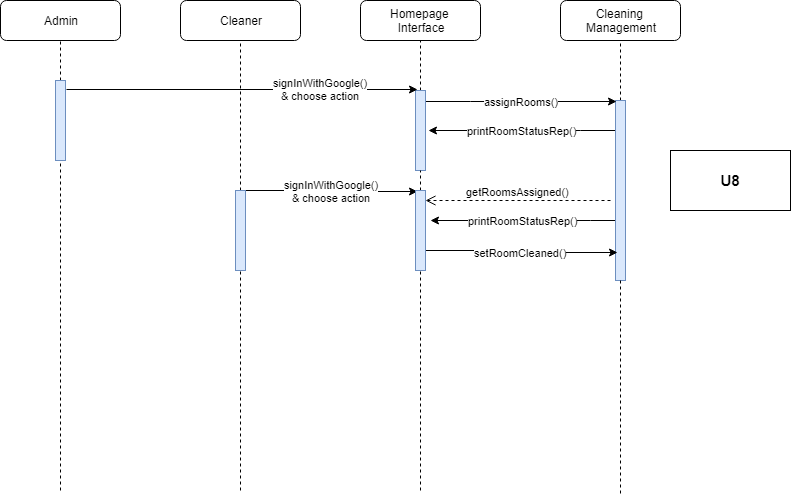 Admin
Cleaner
Homepage
Interface
Cleaning
Management
signInWithGoogle()
& choose action
assignRooms()
printRoomStatusRep()
U8
signInWithGoogle()
& choose action
getRoomsAssigned()
printRoomStatusRep()
setRoomCleaned()